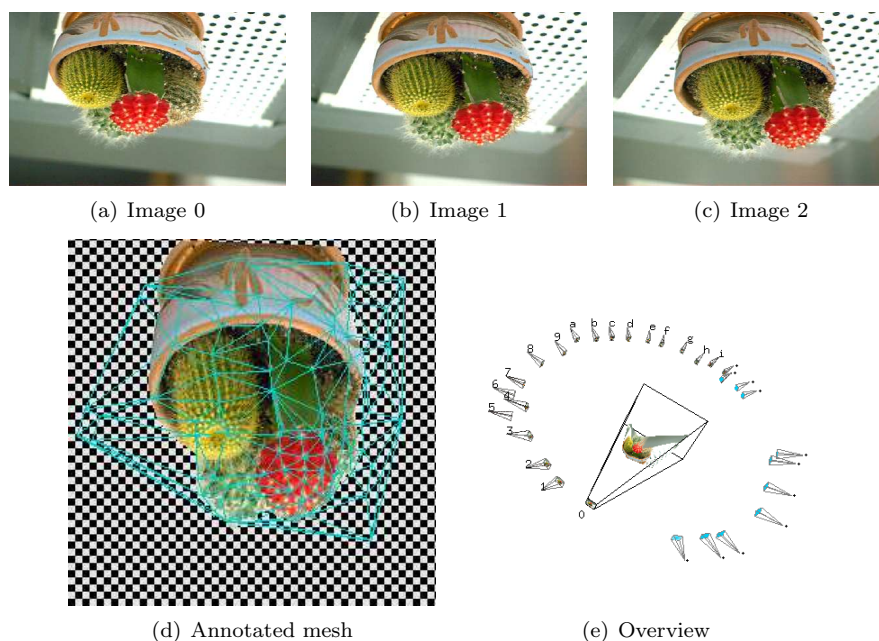 (a) Image 0
(b) Image 1
(c) Image 2
a b c d e f
9 g
8 h i
7
6
4
5
3
2
1
0
(d) Annotated mesh
(e) Overview